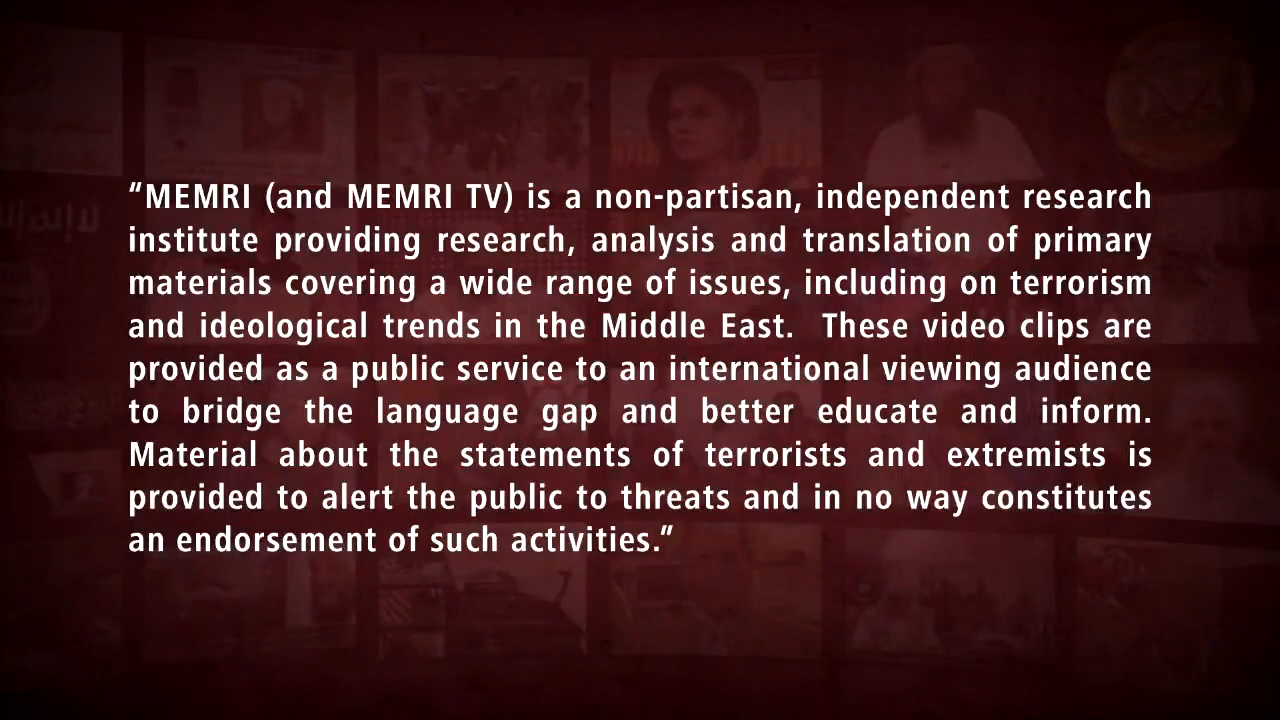 “MEMRI (and MEMRI TV) is a non-partisan, independent research
institute providing research, analysis and translation of primary
materials covering a wide range of issues, including on terrorism
and ideological trends in the Middle East.  These video clips are
provided as a public service to an international viewing audience
to bridge the language gap and better educate and inform.
Material about the statements of terrorists and extremists is
provided to alert the public to threats and in no way constitutes
an endorsement of such activities.”